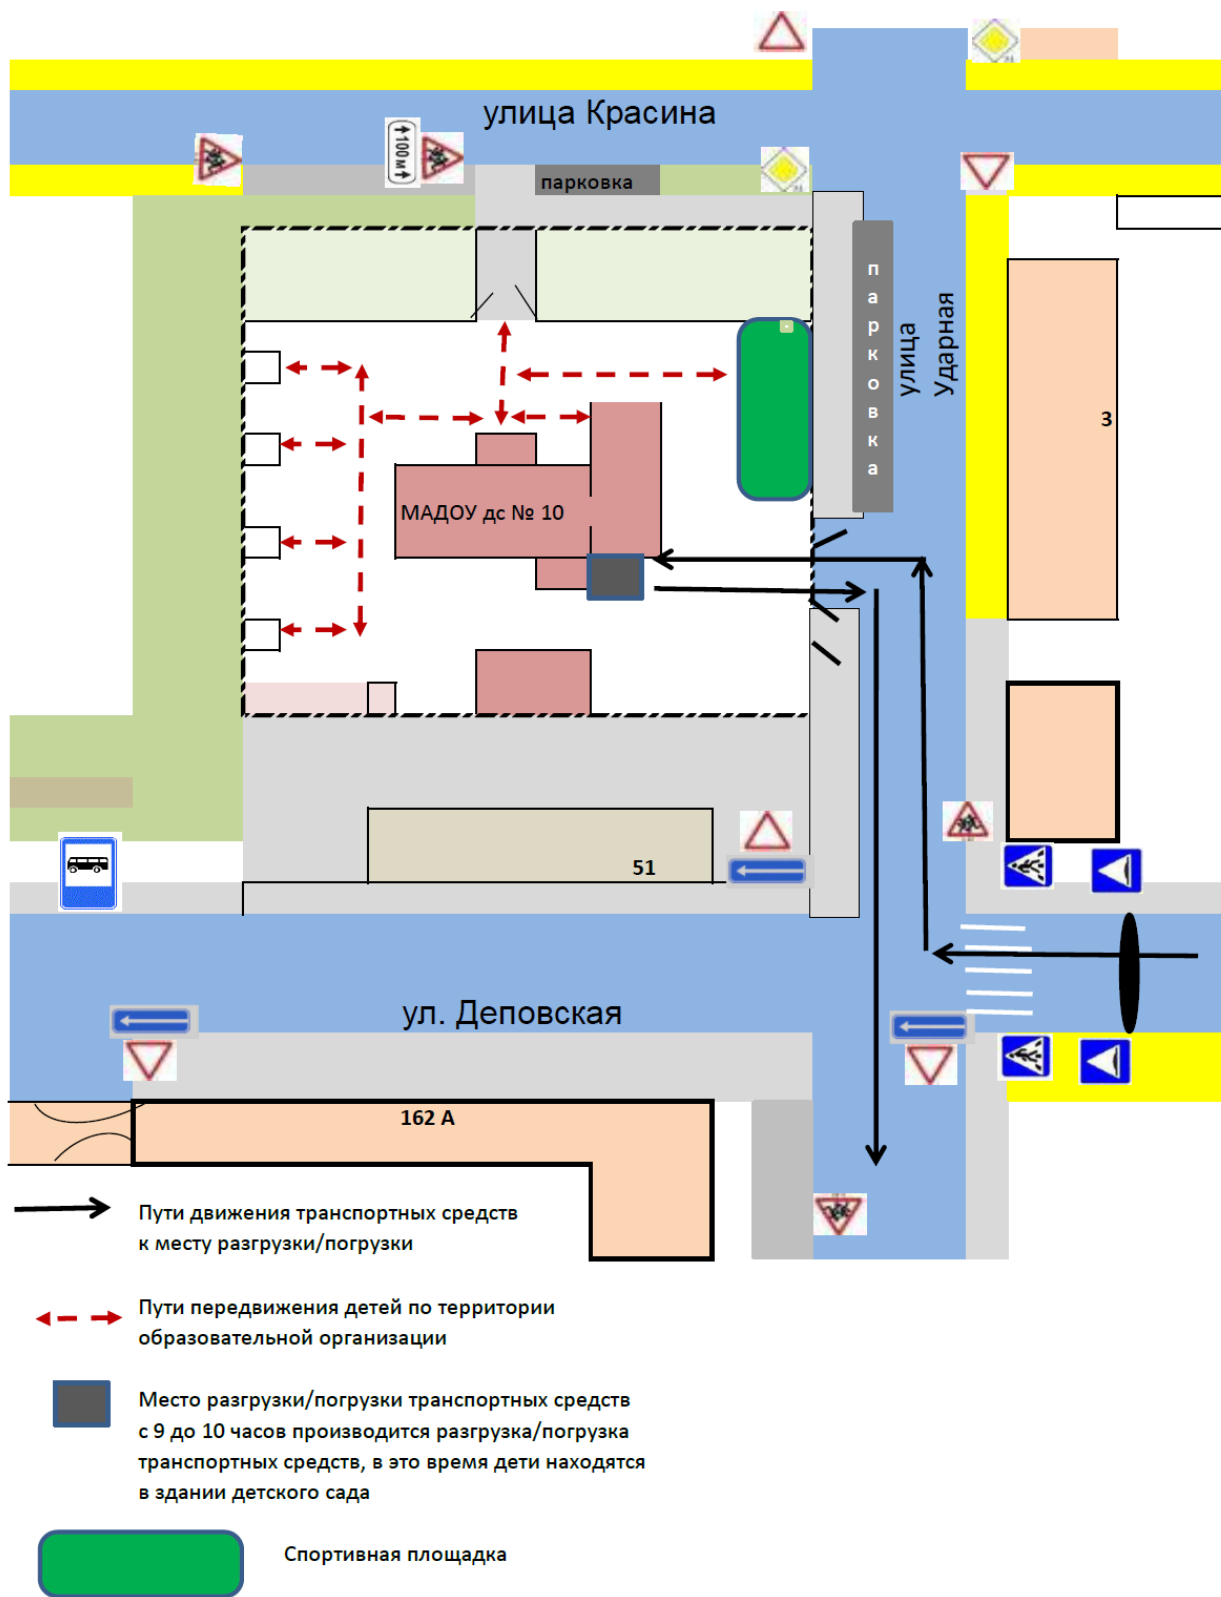 улица Красина
100 м
парковка
парковка
улица
Ударная
3
МАДОУ дс № 10
51
ул. Деповская
162 А
Пути движения транспортных средств
к месту разгрузки/погрузки
Пути передвижения детей по территории
образовательной организации
Место разгрузки/погрузки транспортных средств
с 9 до 10 часов производится разгрузка/погрузка
транспортных средств, в это время дети находятся
в здании детского сада
Спортивная площадка